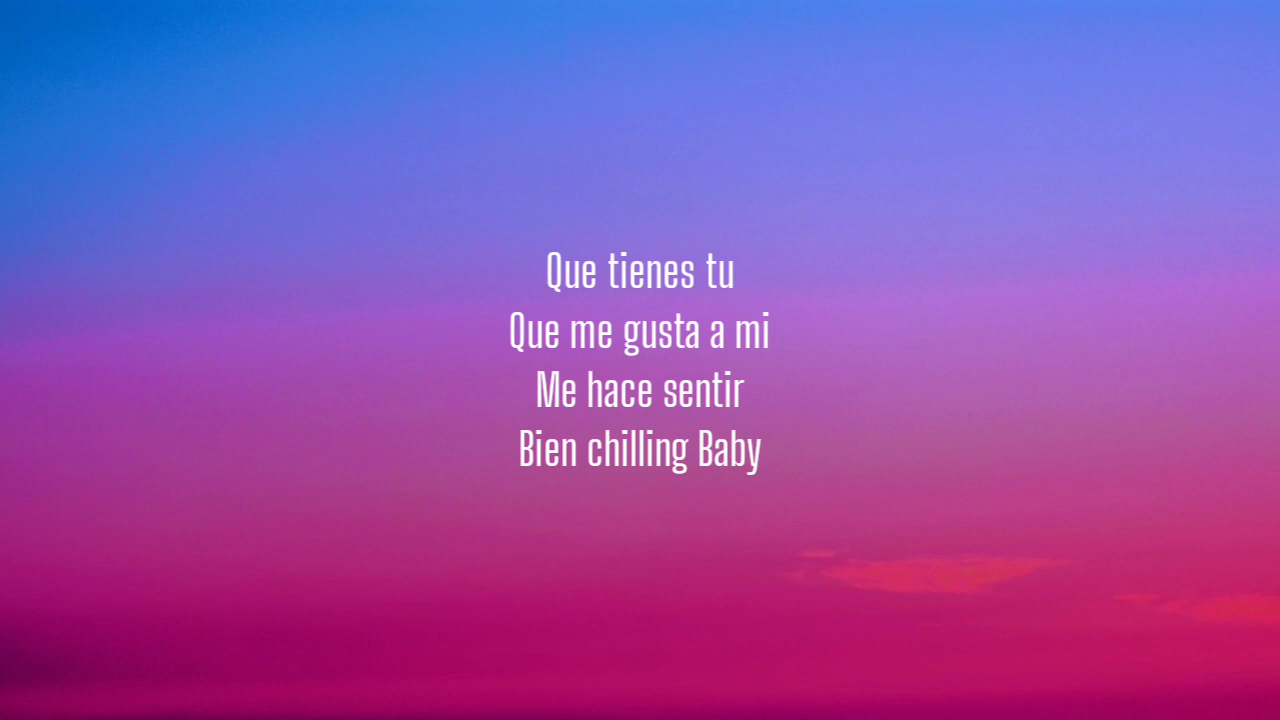 Que tienes tu
Que me gusta a mi
Me hace sentir
Bien chilling Baby